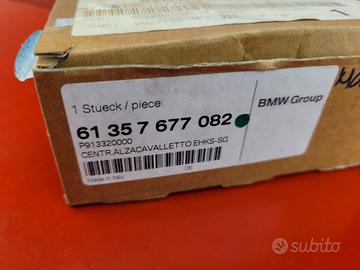 1 Stueck / piece
61 35 7 677 082
BMW Group
P913320000
CENTR.ALZACAVALLETTO EHKS-SG
Made in Italy
06
subito